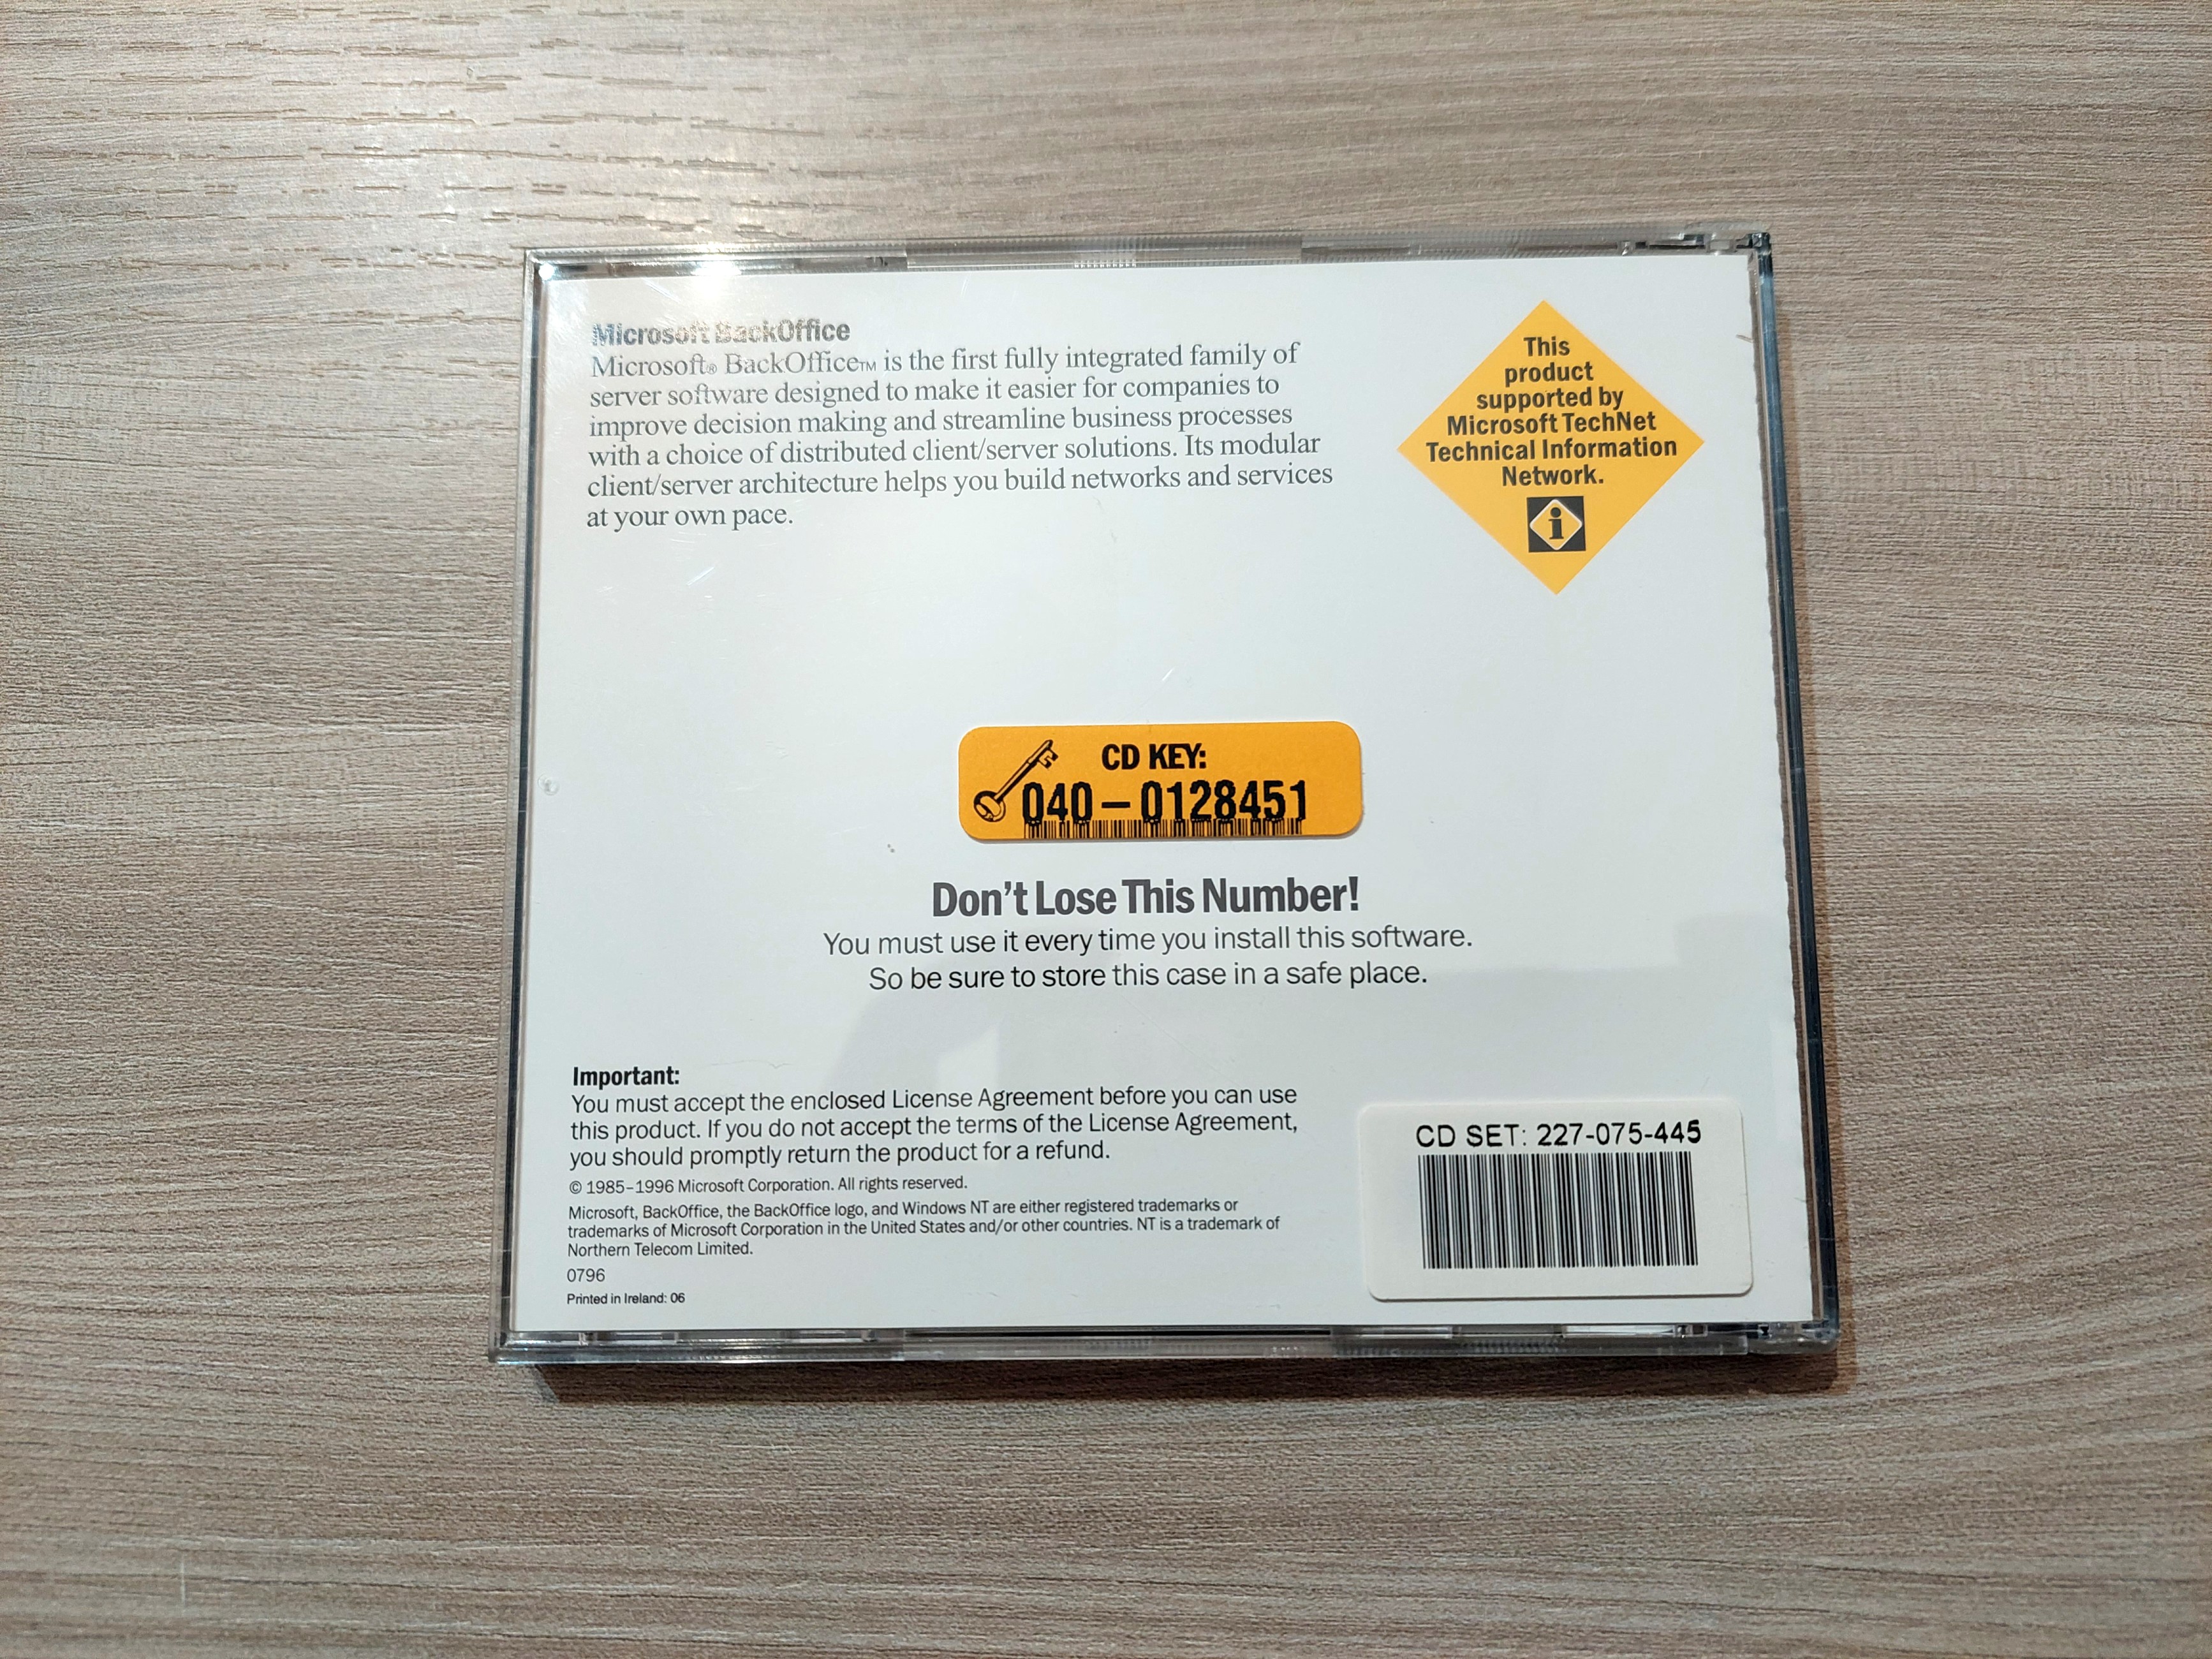 Microsoft BackOffice
Microsoft® BackOffice™ is the first fully integrated family of
server software designed to make it easier for companies to
improve decision making and streamline business processes
with a choice of distributed client/server solutions. Its modular
client/server architecture helps you build networks and services
at your own pace.
This
product
supported by
Microsoft TechNet
Technical Information
Network.
i
CD KEY:
040-0128451
Don't Lose This Number!
You must use it every time you install this software.
So be sure to store this case in a safe place.
Important:
You must accept the enclosed License Agreement before you can use
this product. If you do not accept the terms of the License Agreement,
you should promptly return the product for a refund.
© 1985–1996 Microsoft Corporation. All rights reserved.
Microsoft, BackOffice, the BackOffice logo, and Windows NT are either registered trademarks or
trademarks of Microsoft Corporation in the United States and/or other countries. NT is a trademark of
Northern Telecom Limited.
0796
Printed in Ireland: 06
CD SET: 227-075-445